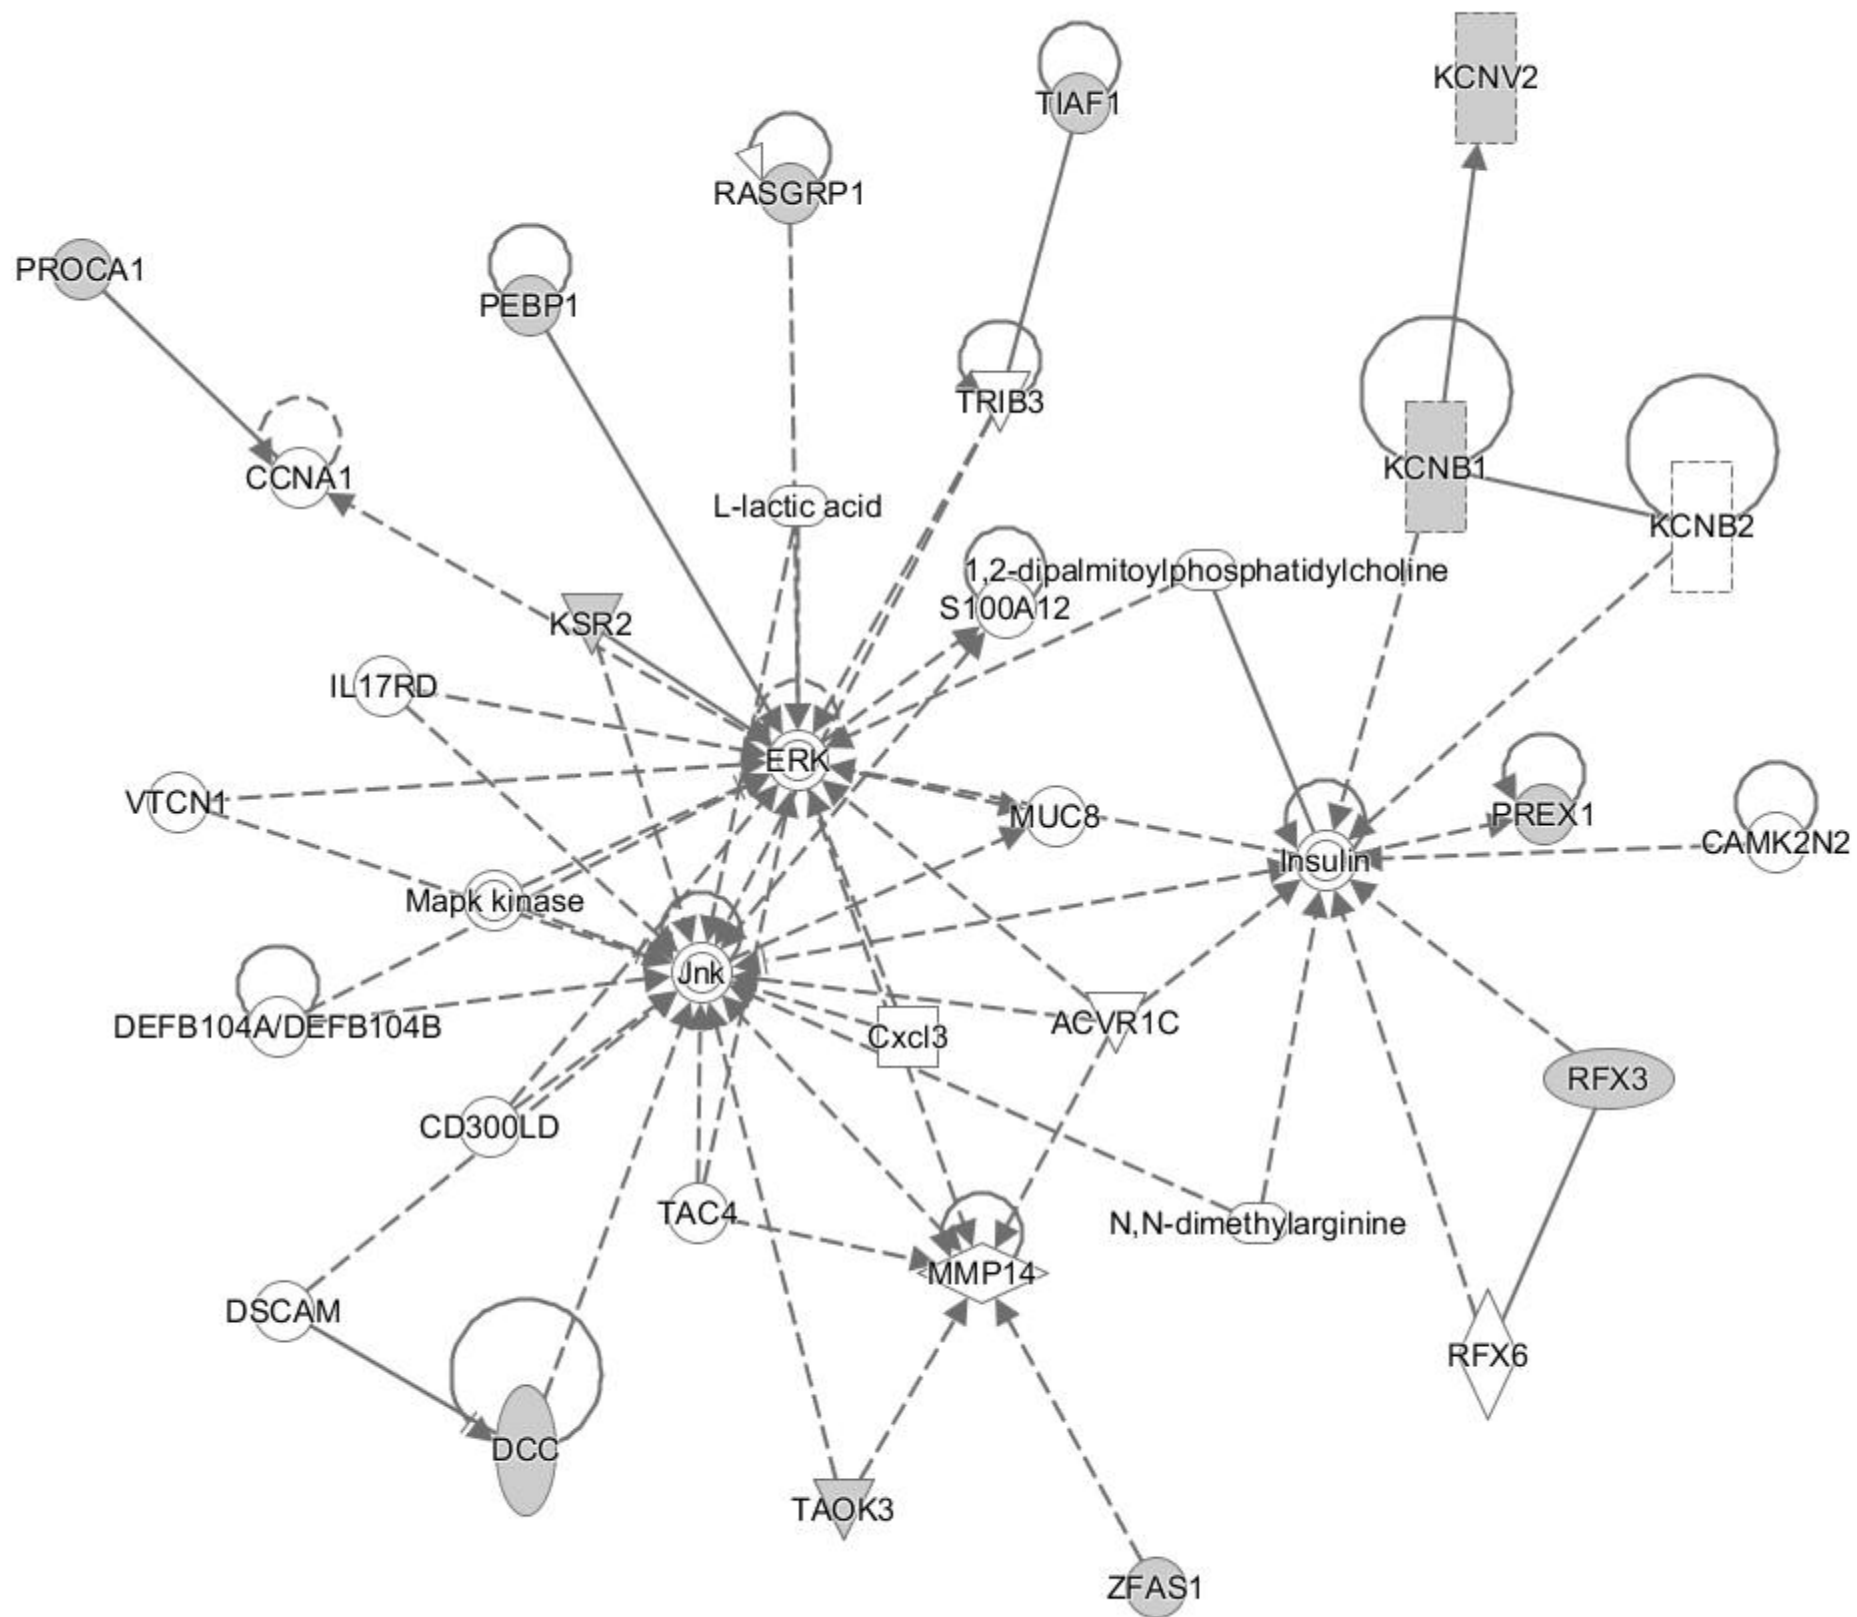 KCNV2
TIAF1
RASGRP1
PROCA1
PEBP1
TRIB3
KCNB1
CCNA1
L-lactic acid
KCNB2
1,2-dipalmitoylphosphatidylcholine
S100A12
KSR2
IL17RD
ERK
VTCN1
MUC8
PREX1
CAMK2N2
Insulin
Mapk kinase
Jnk
DEFB104A/DEFB104B
Cxcl3
ACVR1C
RFX3
CD300LD
TAC4
N,N-dimethylarginine
MMP14
DSCAM
RFX6
DCC
TAOK3
ZFAS1